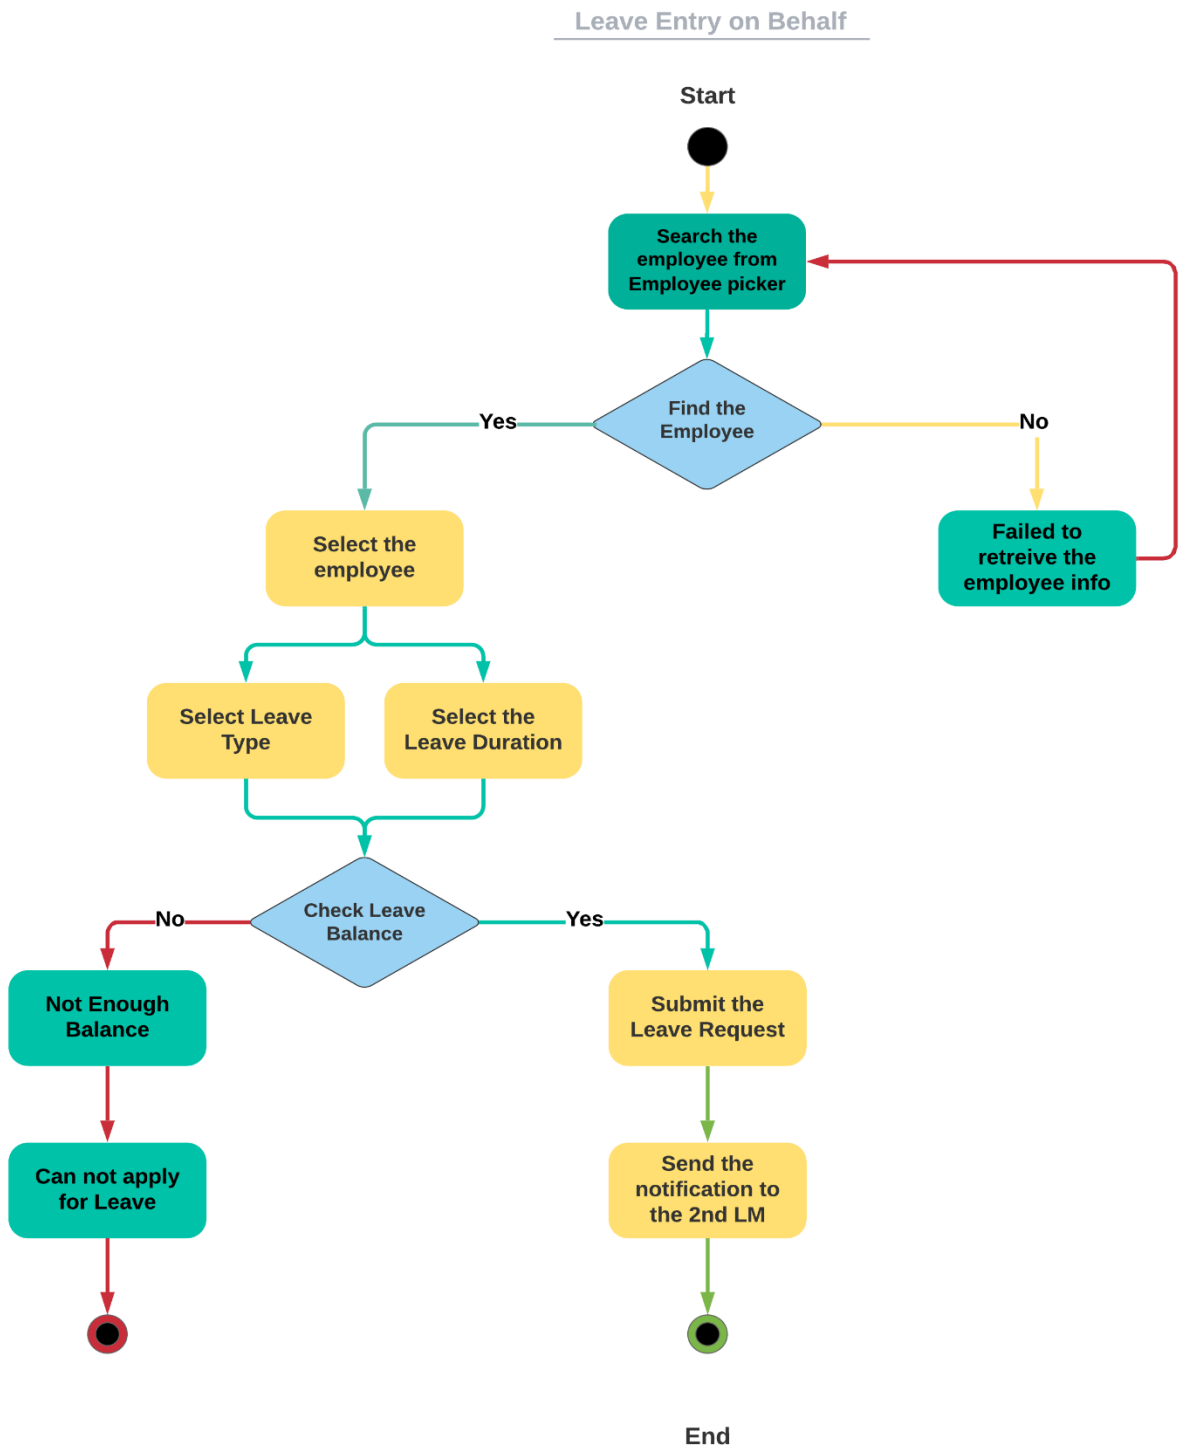 Leave Entry on Behalf
Start
Search the
employee from
Employee picker
Find the
Employee
Yes
No
Select the
employee
Failed to
retreive the
employee info
Select Leave
Type
Select the
Leave Duration
Check Leave
Balance
No
Yes
Not Enough
Balance
Submit the
Leave Request
Can not apply
for Leave
Send the
notification to
the 2nd LM
End